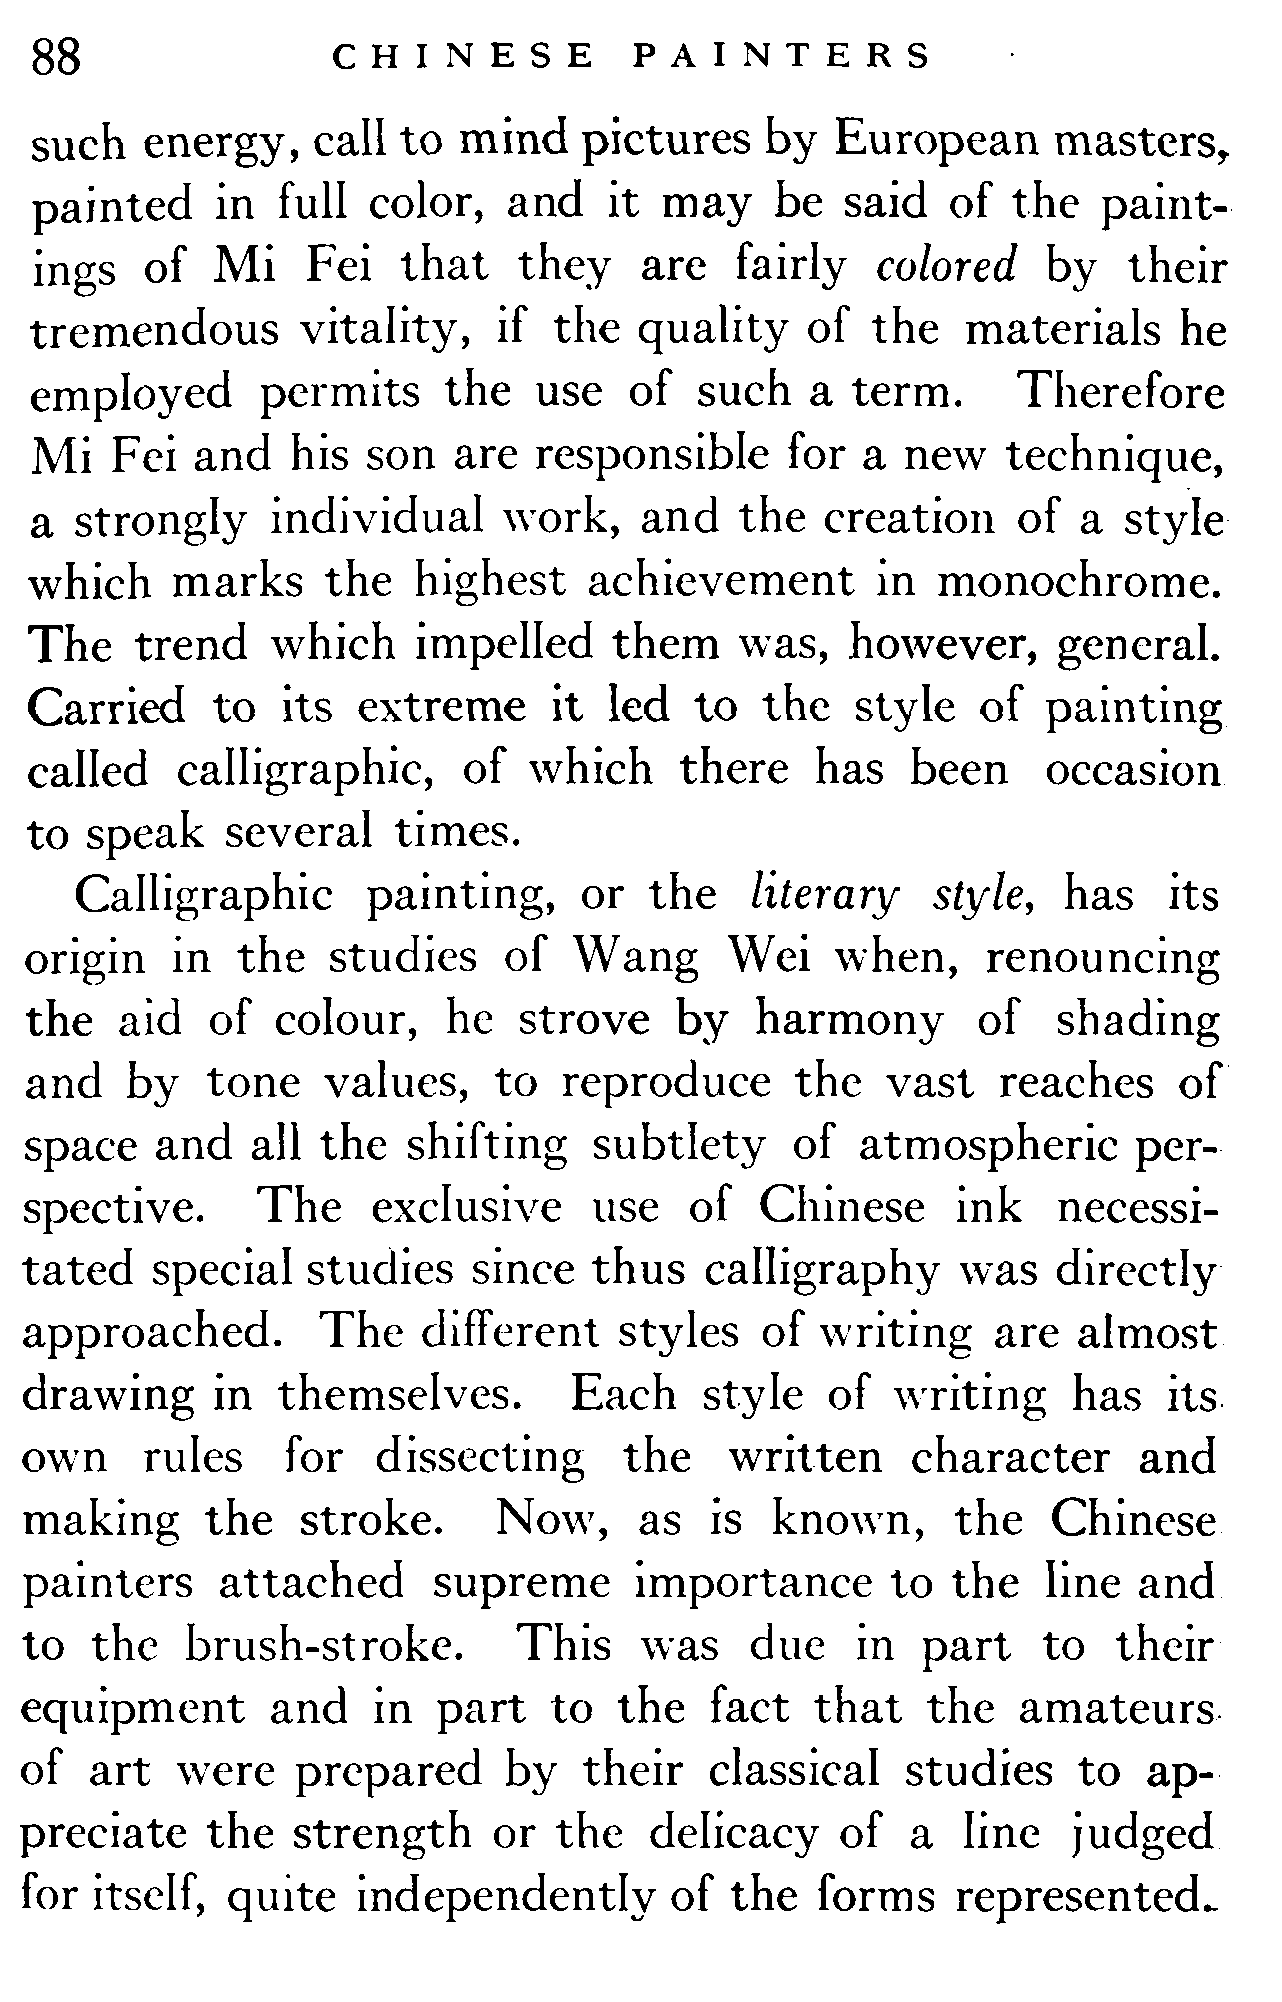 88 CHINESE PAINTERS
such energy, call to mind pictures by European masters,
painted in full color, and it may be said of the paint-
ings of Mi Fei that they are fairly colored by their
tremendous vitality, if the quality of the materials he
employed permits the use of such a term. Therefore
Mi Fei and his son are responsible for a new technique,
a strongly individual work, and the creation of a style
which marks the highest achievement in monochrome.
The trend which impelled them was, however, general.
Carried to its extreme it led to the style of painting
called calligraphic, of which there has been occasion
to speak several times.
Calligraphic painting, or the literary style, has its
origin in the studies of Wang Wei when, renouncing
the aid of colour, he strove by harmony of shading
and by tone values, to reproduce the vast reaches of
space and all the shifting subtlety of atmospheric per-
spective. The exclusive use of Chinese ink necessi-
tated special studies since thus calligraphy was directly
approached. The different styles of writing are almost
drawing in themselves. Each style of writing has its
own rules for dissecting the written character and
making the stroke. Now, as is known, the Chinese
painters attached supreme importance to the line and
to the brush-stroke. This was due in part to their
equipment and in part to the fact that the amateurs
of art were prepared by their classical studies to ap-
preciate the strength or the delicacy of a line judged
for itself, quite independently of the forms represented.